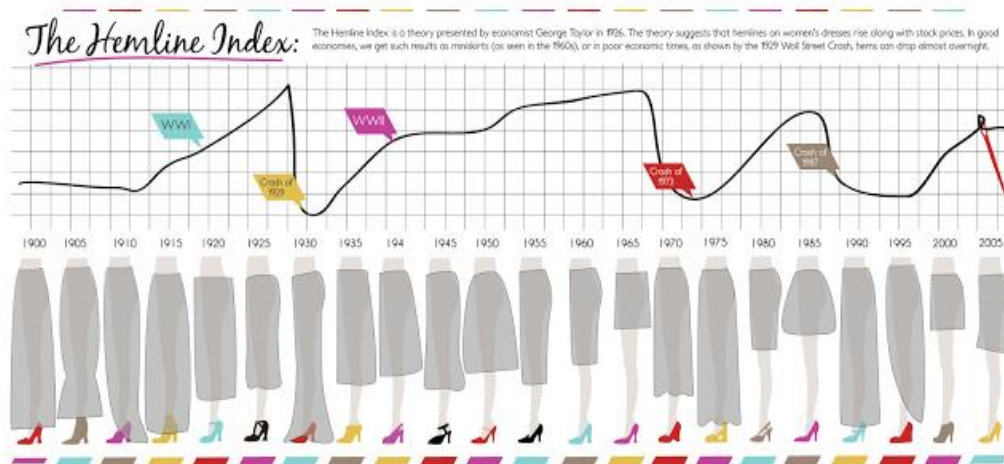 The Hemline Index:
The Hemline Index is a theory presented by economist George Taylor in 1926. The theory suggests that hemlines on women's dresses rise along with stock prices. In good
economies, we get such results as miniskirts (as seen in the 1960s), or in poor economic times, as shown by the 1929 Wall Street Crash, hems can drop almost overnight.
WWI
WWII
Crash of
1929
Crash of
1973
Crash of
1987
1900 1905 1910 1915 1920 1925 1930 1935 194 1945 1950 1955 1960 1965 1970 1975 1980 1985 1990 1995 2000 2005